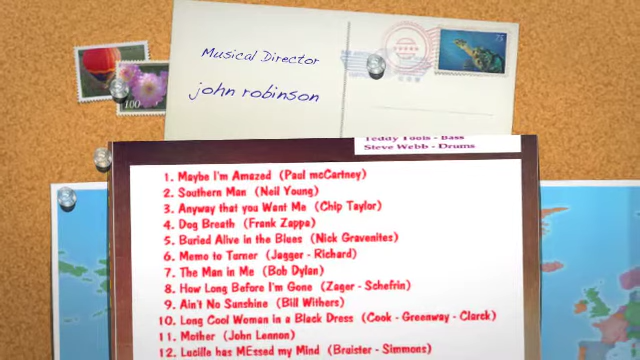 Musical Director
john robinson
75
100
Teddy Tools - Bass
Steve Webb - Drums
1. Maybe I'm Amazed (Paul mcCartney)
2. Southern Man (Neil Young)
3. Anyway that you Want Me (Chip Taylor)
4. Dog Breath (Frank Zappa)
5. Buried Alive in the Blues (Nick Gravenites)
6. Memo to Turner (Jagger - Richard)
7. The Man in Me (Bob Dylan)
8. How Long Before I'm Gone (Zager - Schefrin)
9. Ain't No Sunshine (Bill Withers)
10. Long Cool Woman in a Black Dress (Cook - Greenway - Clarck)
11. Mother (John Lennon)
12. Lucille has MEssed my Mind (Braister - Simmons)